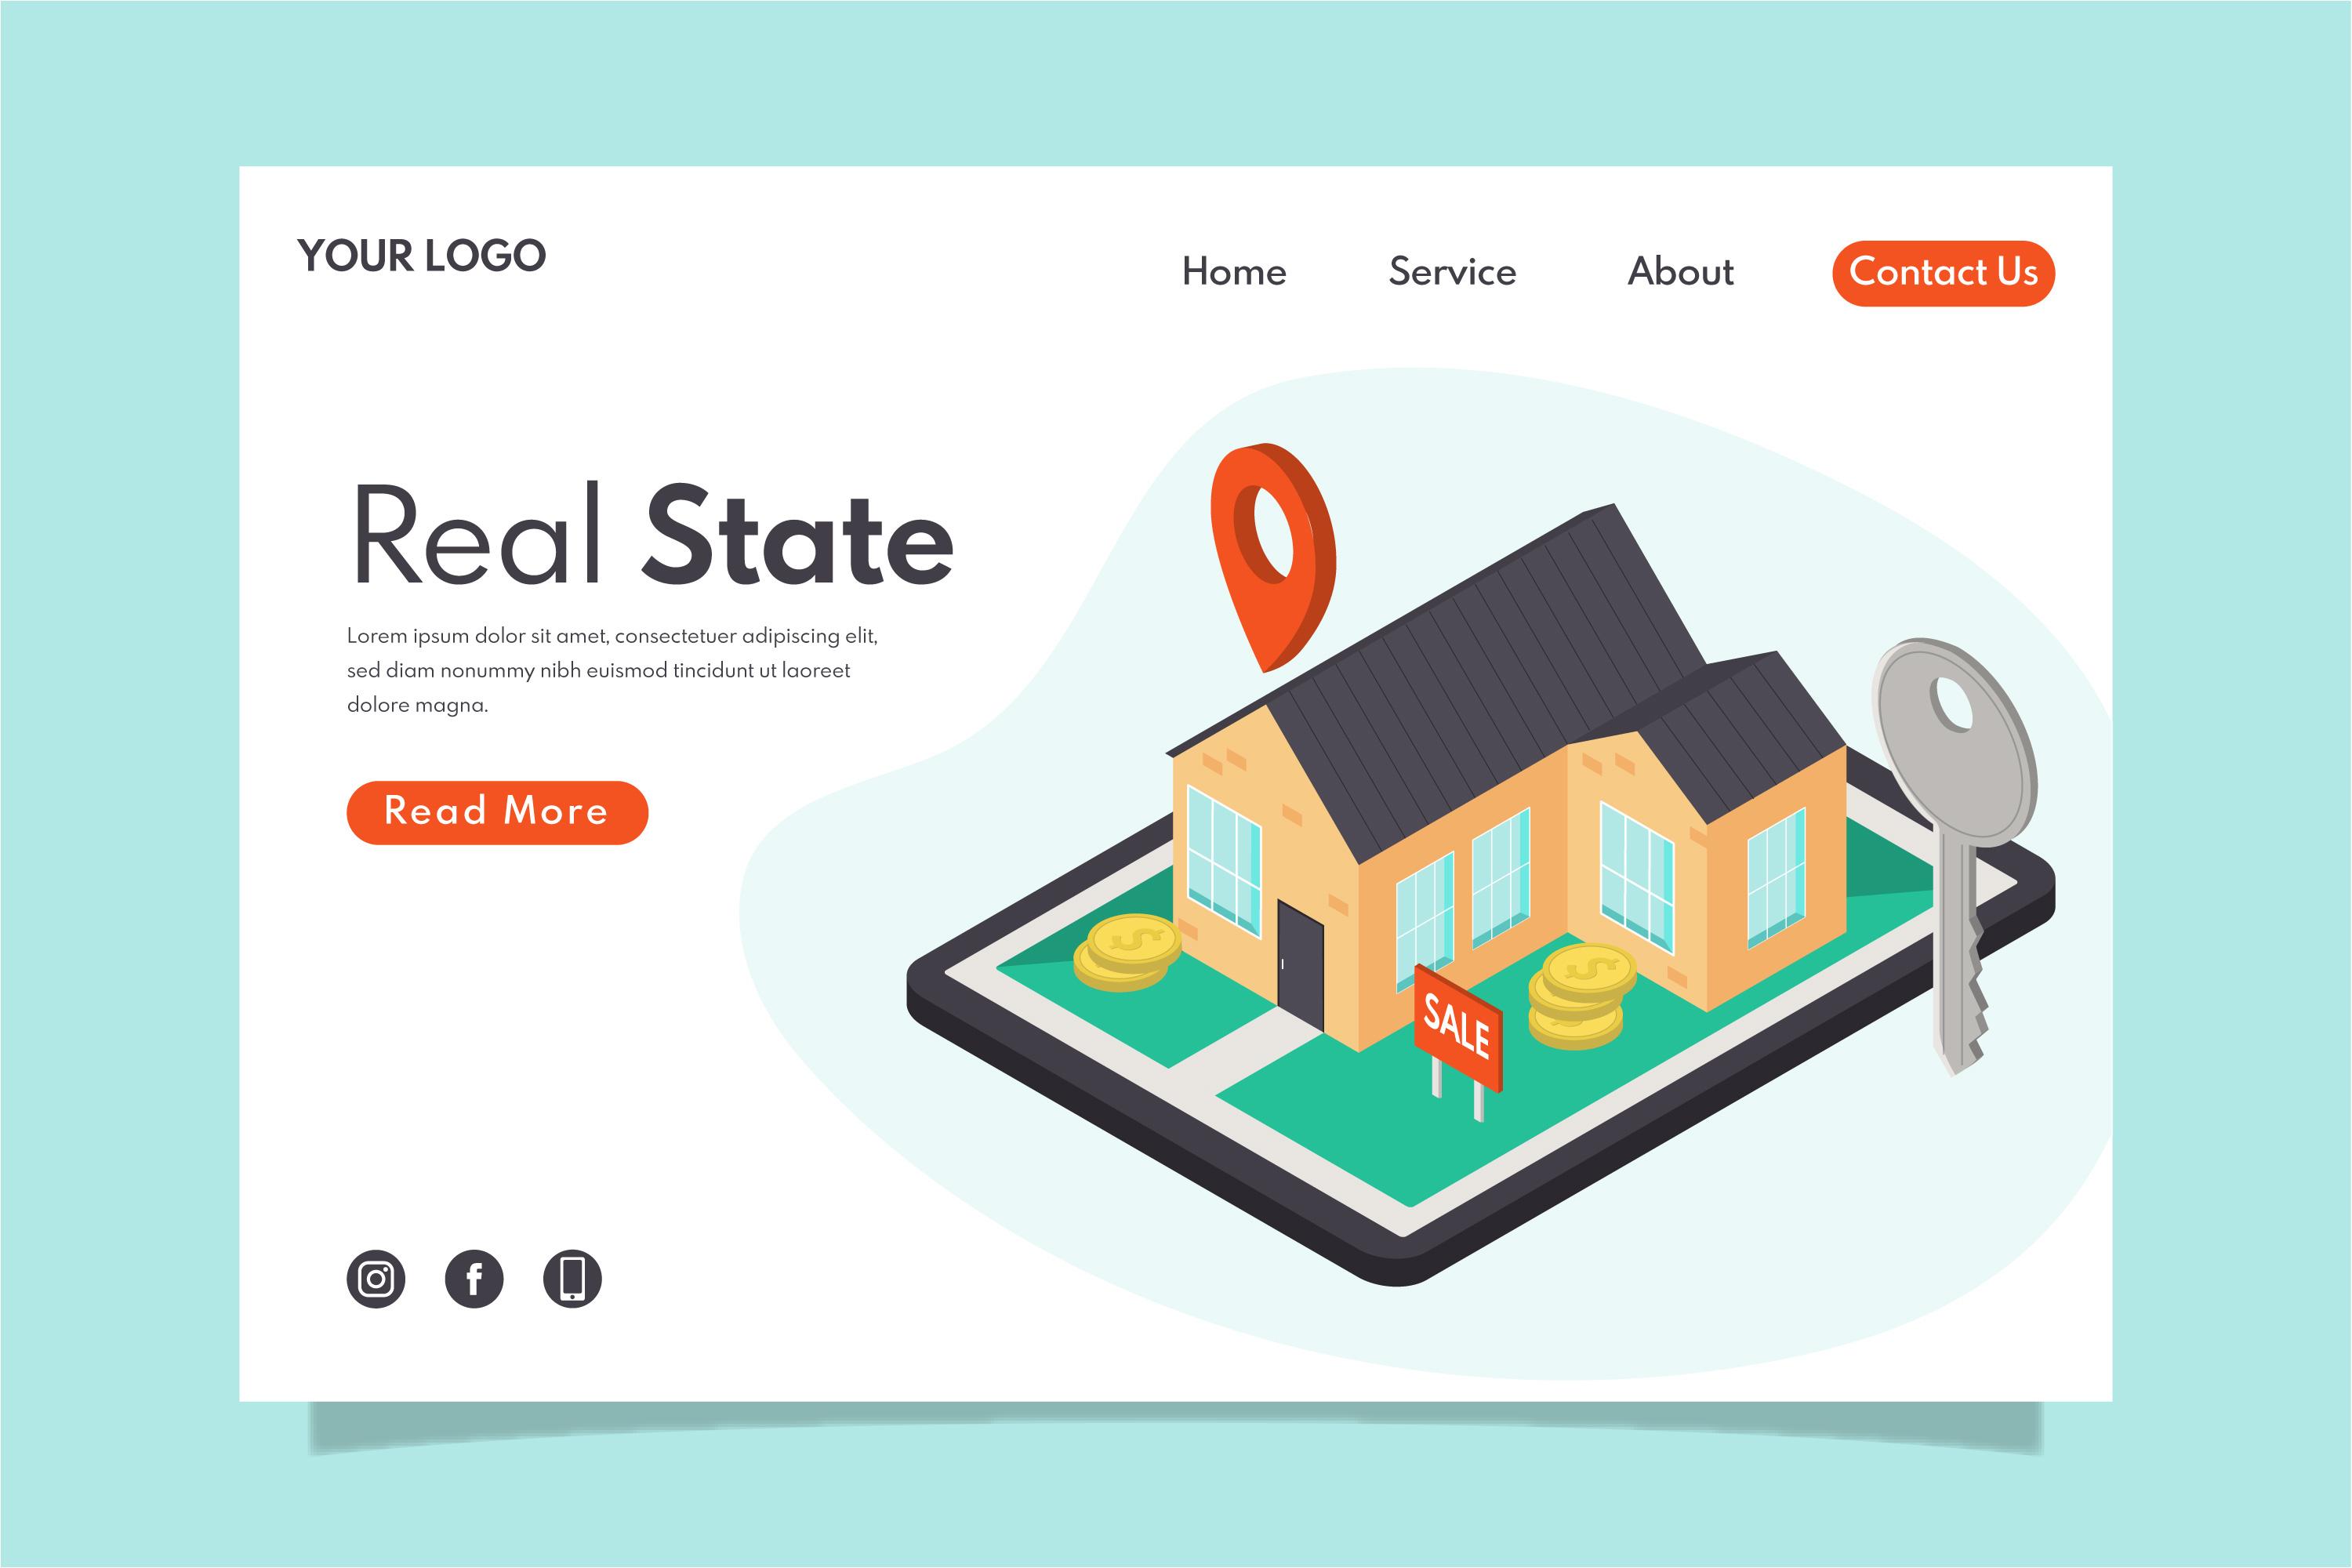 YOUR LOGO
Home Service About Contact Us
Real State
Lorem ipsum dolor sit amet, consectetuer adipiscing elit,
sed diam nonummy nibh euismod tincidunt ut laoreet
dolore magna.
Read More
SALE